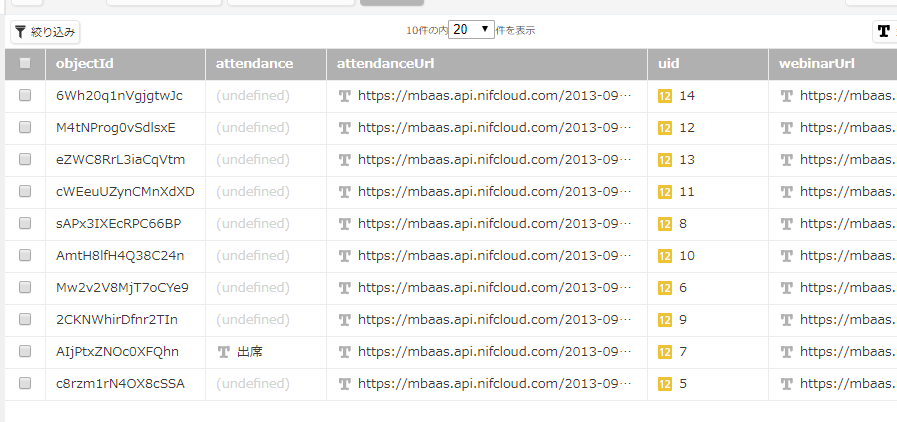 絞り込み 10件の内 20 件を表示
objectId attendance attendanceUrl uid webinarUrl
6Wh20q1nVgjgtwJc (undefined) https://mbaas.api.nifcloud.com/2013-09… 14 https://mbaas.
M4tNProg0vSdlsxE (undefined) https://mbaas.api.nifcloud.com/2013-09… 12 https://mbaas.
eZWC8RrL3iaCqVtm (undefined) https://mbaas.api.nifcloud.com/2013-09… 13 https://mbaas.
cWEeuUZynCMnXdXD (undefined) https://mbaas.api.nifcloud.com/2013-09… 11 https://mbaas.
sAPx3IXEcRPC66BP (undefined) https://mbaas.api.nifcloud.com/2013-09… 8 https://mbaas.
AmtH8lfH4Q38C24n (undefined) https://mbaas.api.nifcloud.com/2013-09… 10 https://mbaas.
Mw2v2V8MjT7oCYe9 (undefined) https://mbaas.api.nifcloud.com/2013-09… 6 https://mbaas.
2CKNWhirDfnr2TIn (undefined) https://mbaas.api.nifcloud.com/2013-09… 9 https://mbaas.
AIjPtxZNOc0XFQhn 出席 https://mbaas.api.nifcloud.com/2013-09… 7 https://mbaas.
c8rzm1rN4OX8cSSA (undefined) https://mbaas.api.nifcloud.com/2013-09… 5 https://mbaas.